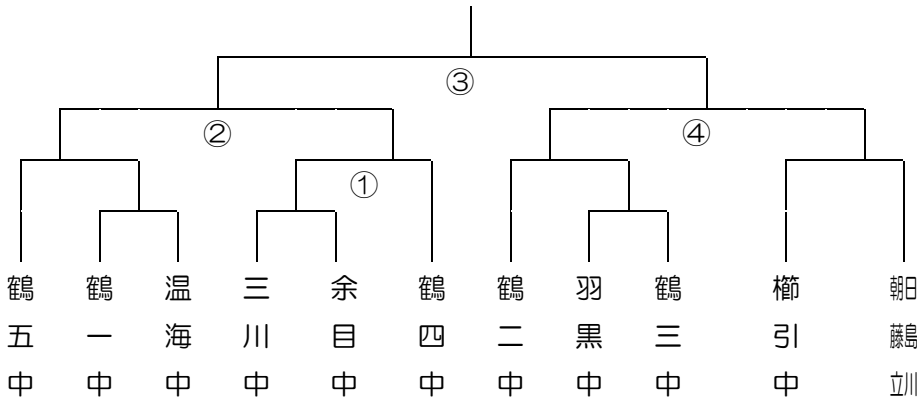 ③
②
④
①
鶴五中
鶴一中
温海中
三川中
余目中
鶴四中
鶴二中
羽黒中
鶴三中
櫛引中
朝日
藤島
立川